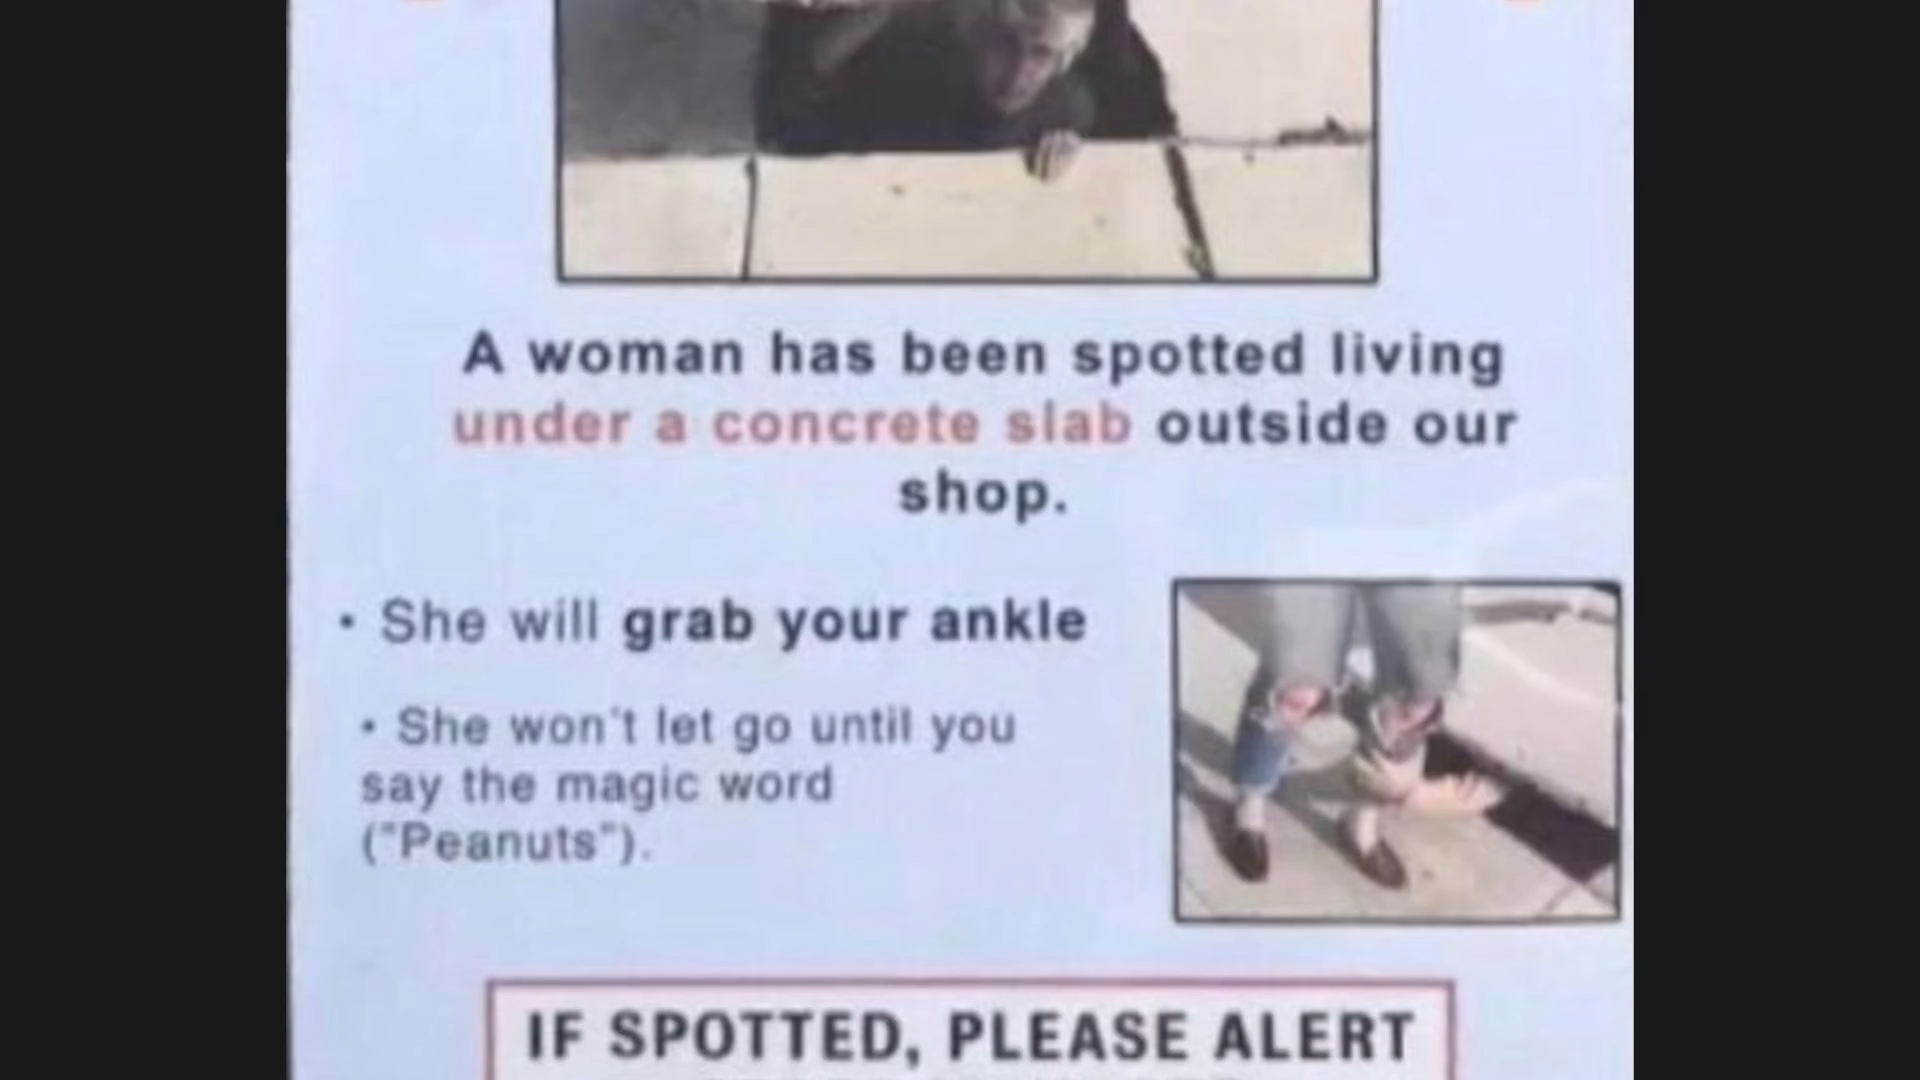 A woman has been spotted living
under a concrete slab outside our
shop.
• She will grab your ankle
• She won't let go until you
say the magic word
("Peanuts").
IF SPOTTED, PLEASE ALERT